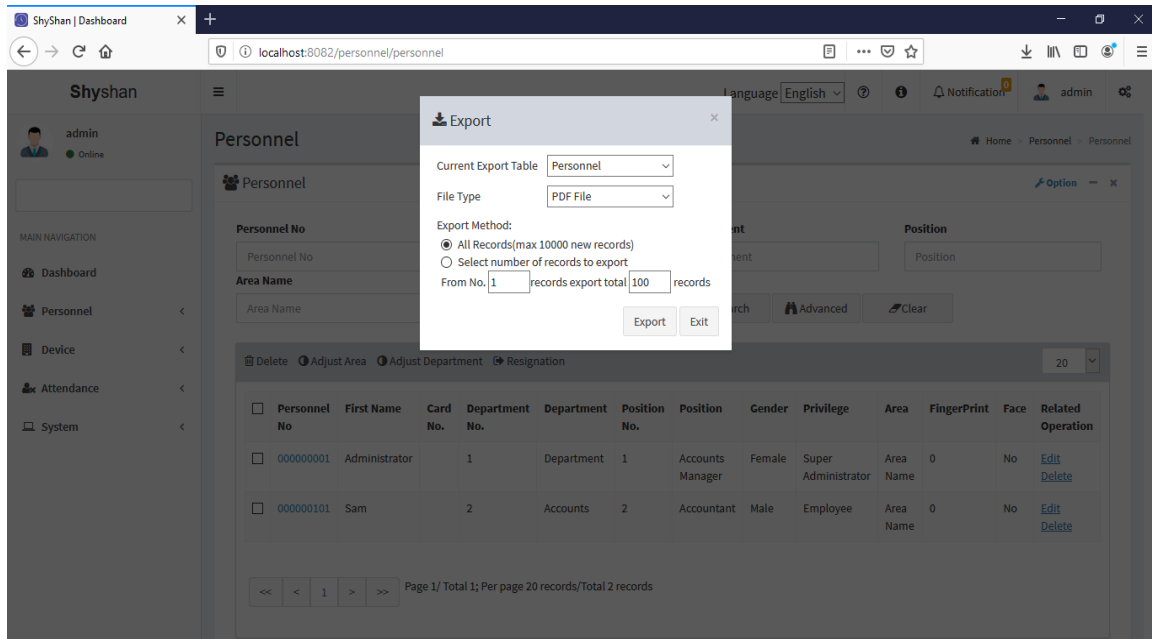 ShyShan | Dashboard
localhost:8082/personnel/personnel
Shyshan
Language English
Notification 0
admin
admin
Online
MAIN NAVIGATION
Dashboard
Personnel
Device
Attendance
System
Personnel
Home > Personnel > Personnel
Personnel
Option
Personnel No
Position
Personnel No
Position
Area Name
Area Name
Advanced
Clear
Export
Current Export Table Personnel
File Type PDF File
Export Method:
All Records(max 10000 new records)
Select number of records to export
From No. 1 records export total 100 records
Export Exit
Delete Adjust Area Adjust Department Resignation
20
Personnel No First Name Card No. Department No. Department Position No. Position Gender Privilege Area FingerPrint Face Related Operation
000000001 Administrator 1 Department 1 Accounts Manager Female Super Administrator Area Name 0 No Edit Delete
000000101 Sam 2 Accounts 2 Accountant Male Employee Area Name 0 No Edit Delete
<< < 1 > >> Page 1/ Total 1; Per page 20 records/Total 2 records